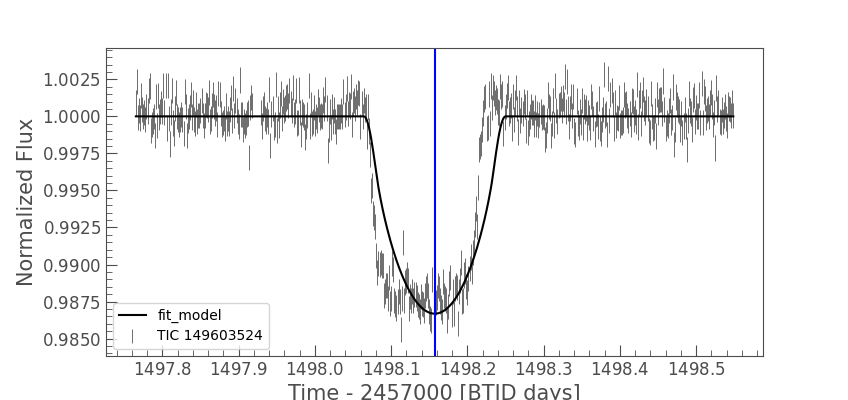 Normalized Flux
1.0025
1.0000
0.9975
0.9950
0.9925
0.9900
0.9875
0.9850
fit_model
TIC 149603524
1497.8 1497.9 1498.0 1498.1 1498.2 1498.3 1498.4 1498.5
Time - 2457000 [BTJD days]